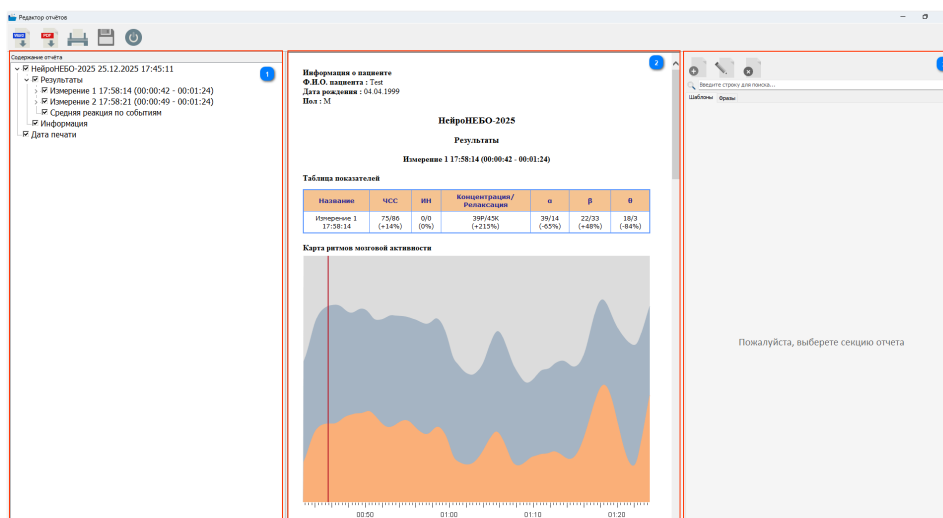 Редактор отчётов
WORD
PDF
Содержание отчёта
НейроНЕБО-2025 25.12.2025 17:45:11
Результаты
Измерение 1 17:58:14 (00:00:42 - 00:01:24)
Измерение 2 17:58:21 (00:00:49 - 00:01:24)
Средняя реакция по событиям
Информация
Дата печати
1
2
Информация о пациенте
Ф.И.О. пациента : Test
Дата рождения : 04.04.1999
Пол : М
НейроНЕБО-2025
Результаты
Измерение 1 17:58:14 (00:00:42 - 00:01:24)
Таблица показателей
Название ЧСС ИН Концентрация/ Релаксация α β θ
Измерение 1 17:58:14 75/86 (+14%) 0/0 (0%) 39Р/45К (+215%) 39/14 (-65%) 22/33 (+48%) 18/3 (-84%)
Карта ритмов мозговой активности
00:50 01:00 01:10 01:20
Введите строку для поиска...
Шаблоны Фразы
Пожалуйста, выберете секцию отчета